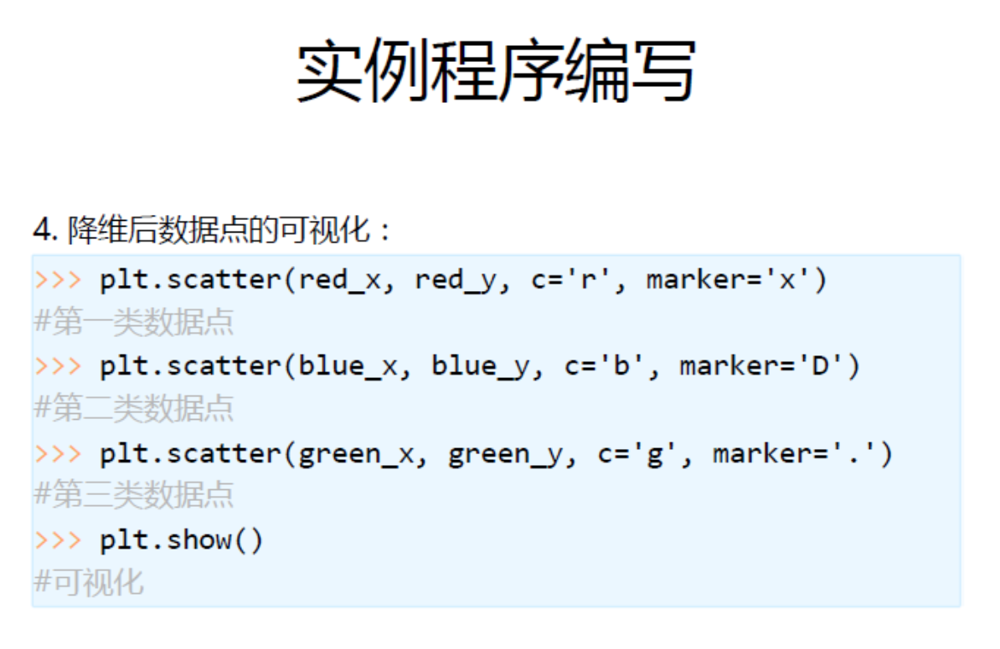 实例程序编写
4. 降维后数据点的可视化：
>>> plt.scatter(red_x, red_y, c='r', marker='x')
#第一类数据点
>>> plt.scatter(blue_x, blue_y, c='b', marker='D')
#第二类数据点
>>> plt.scatter(green_x, green_y, c='g', marker='.')
#第三类数据点
>>> plt.show()
#可视化